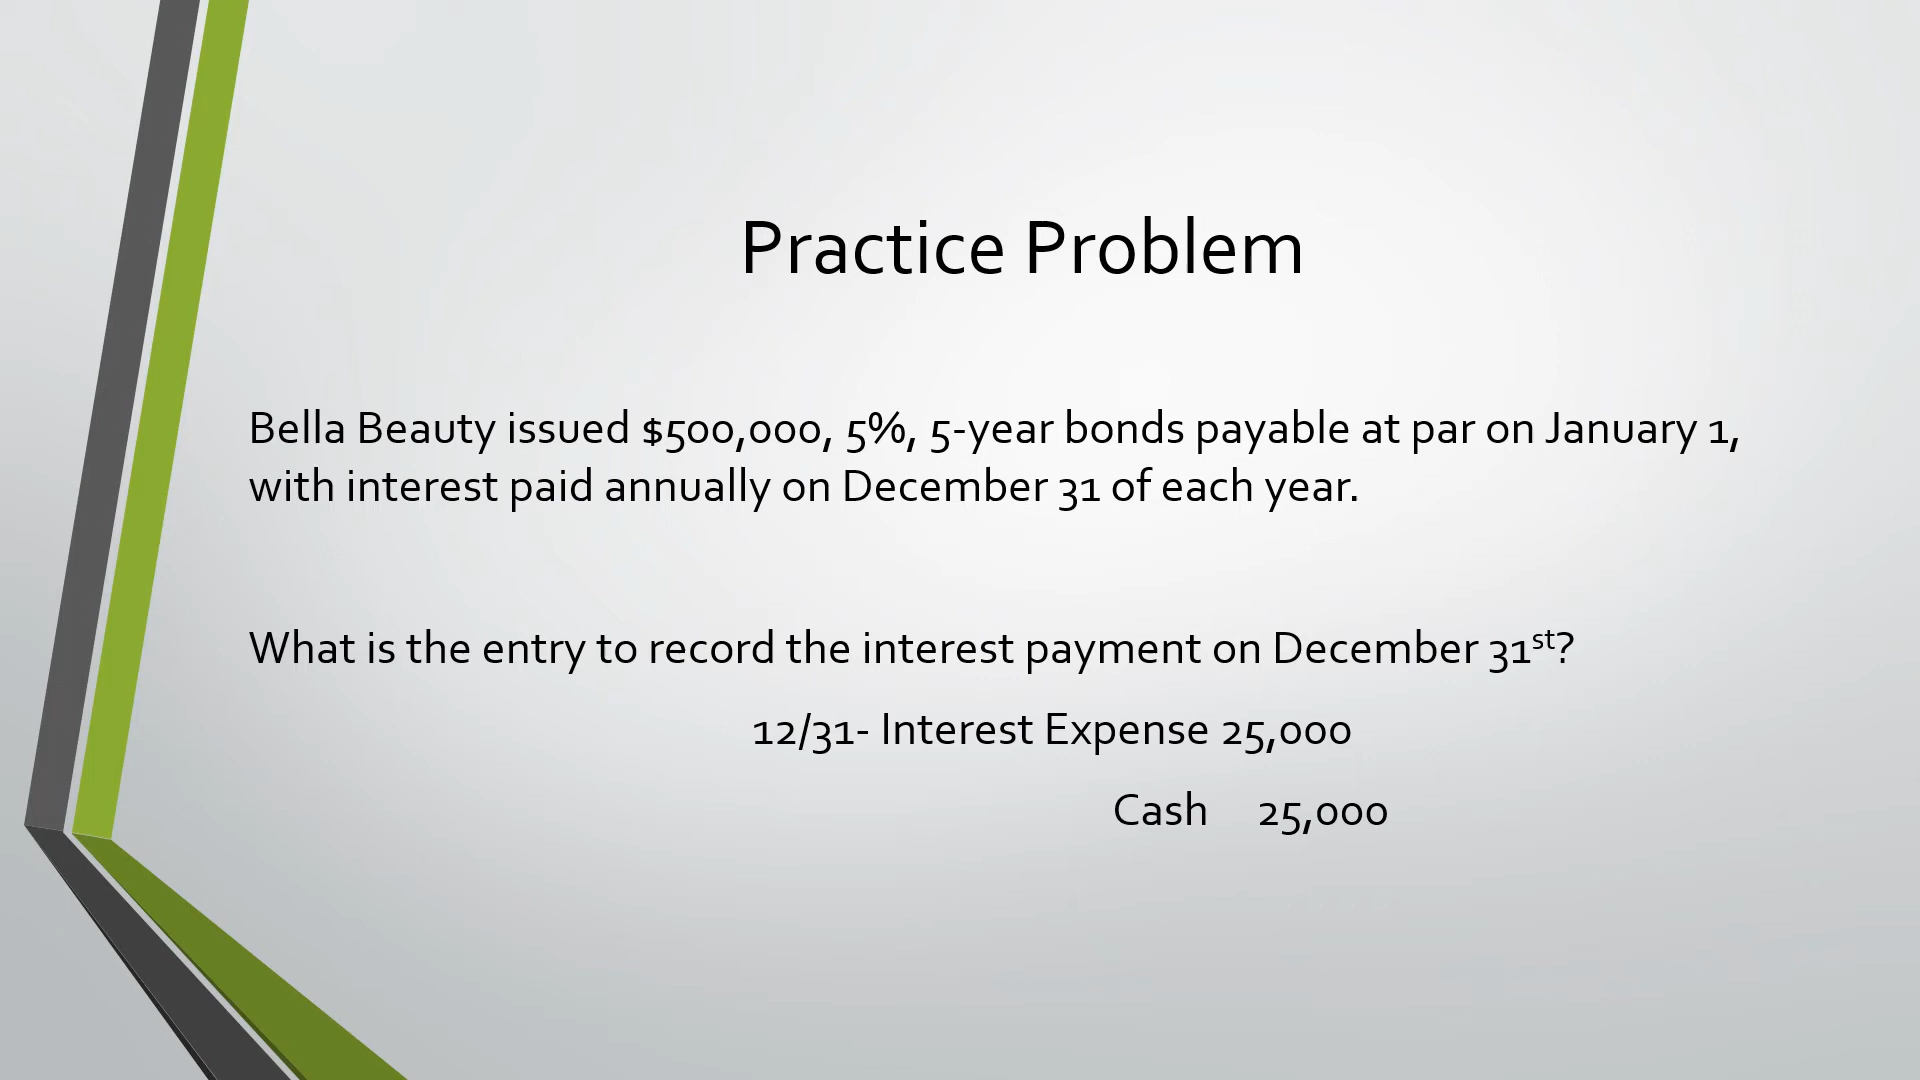 Practice Problem
Bella Beauty issued $500,000, 5%, 5-year bonds payable at par on January 1,
with interest paid annually on December 31 of each year.
What is the entry to record the interest payment on December 31st?
12/31- Interest Expense 25,000
Cash 25,000